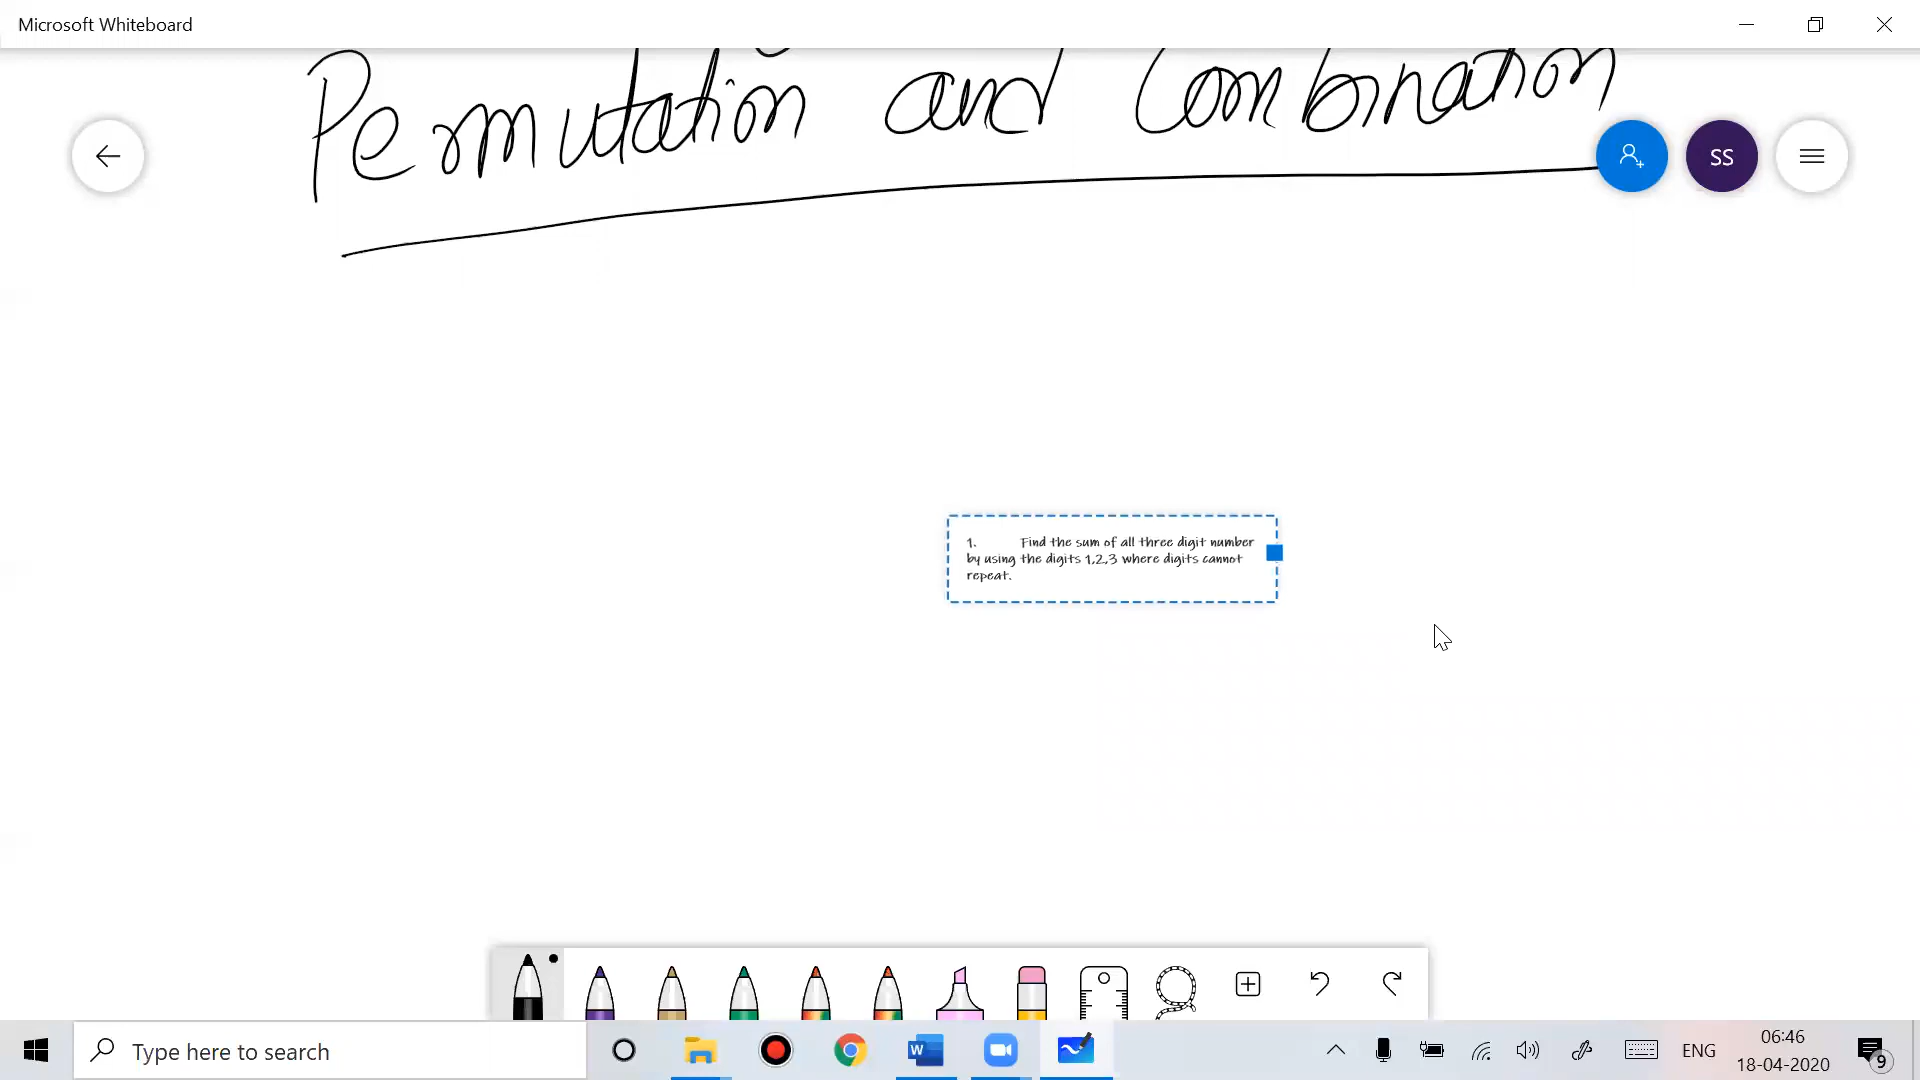 Microsoft Whiteboard
Permutation and Combination
SS
1. Find the sum of all three digit number
by using the digits 1,2,3 where digits cannot
repeat.
Type here to search
W
ENG
06:46
18-04-2020
9